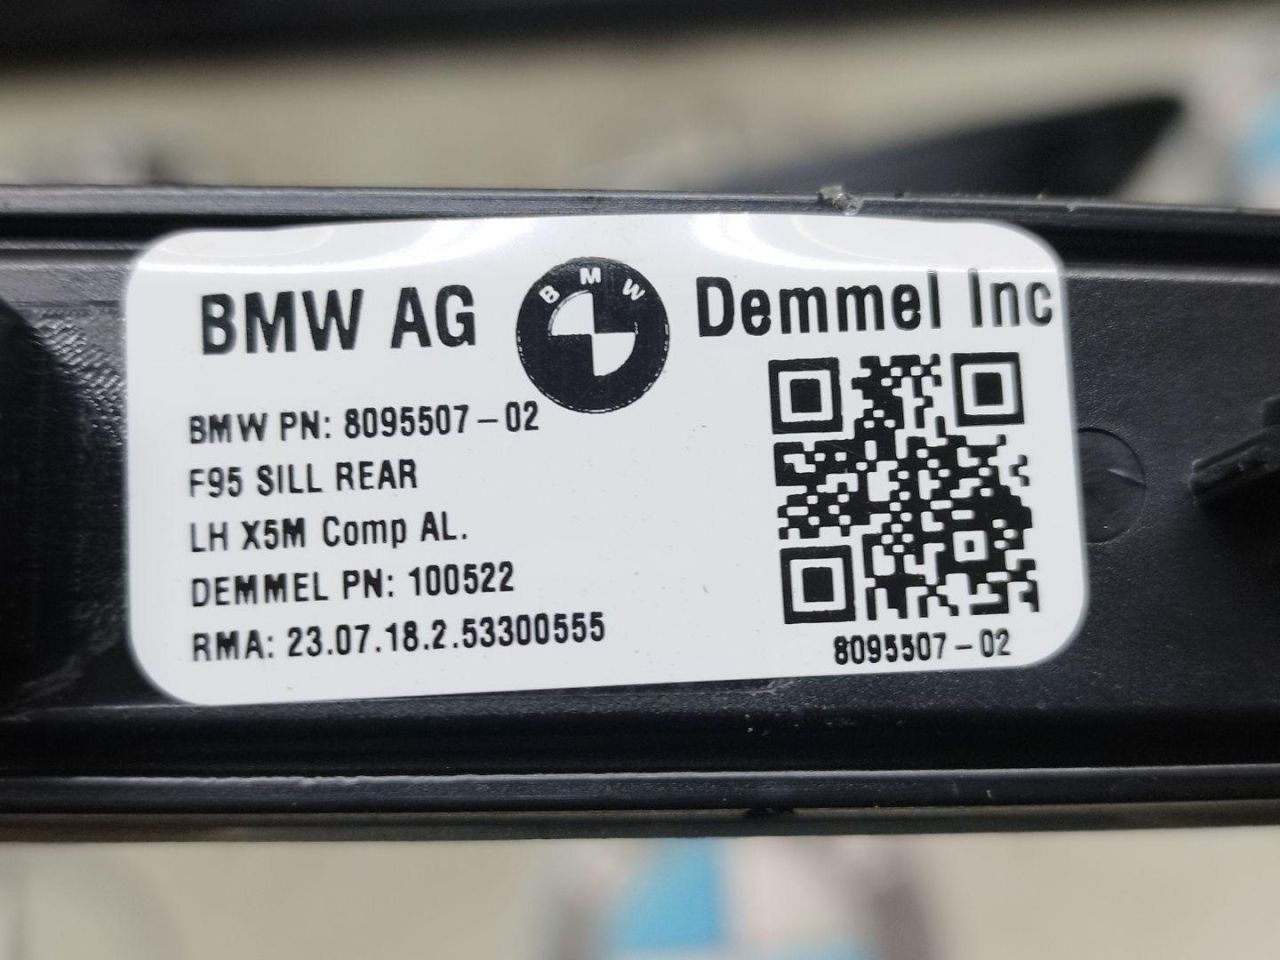 BMW AG
BMW
Demmel Inc
BMW PN: 8095507-02
F95 SILL REAR
LH X5M Comp AL.
DEMMEL PN: 100522
RMA: 23.07.18.2.53300555
8095507-02